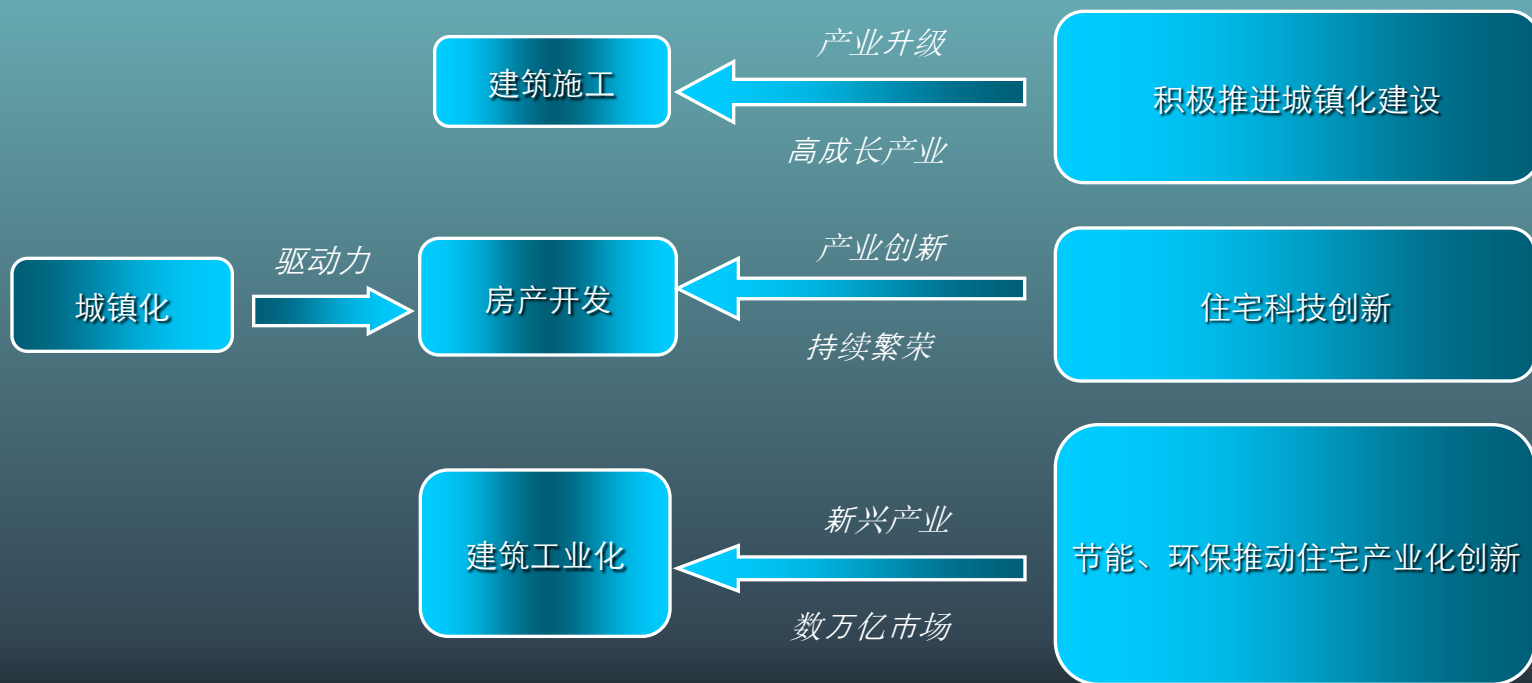 产业升级
建筑施工
积极推进城镇化建设
高成长产业
产业创新
驱动力
城镇化
房产开发
住宅科技创新
持续繁荣
新兴产业
建筑工业化
节能、环保推动住宅产业化创新
数万亿市场